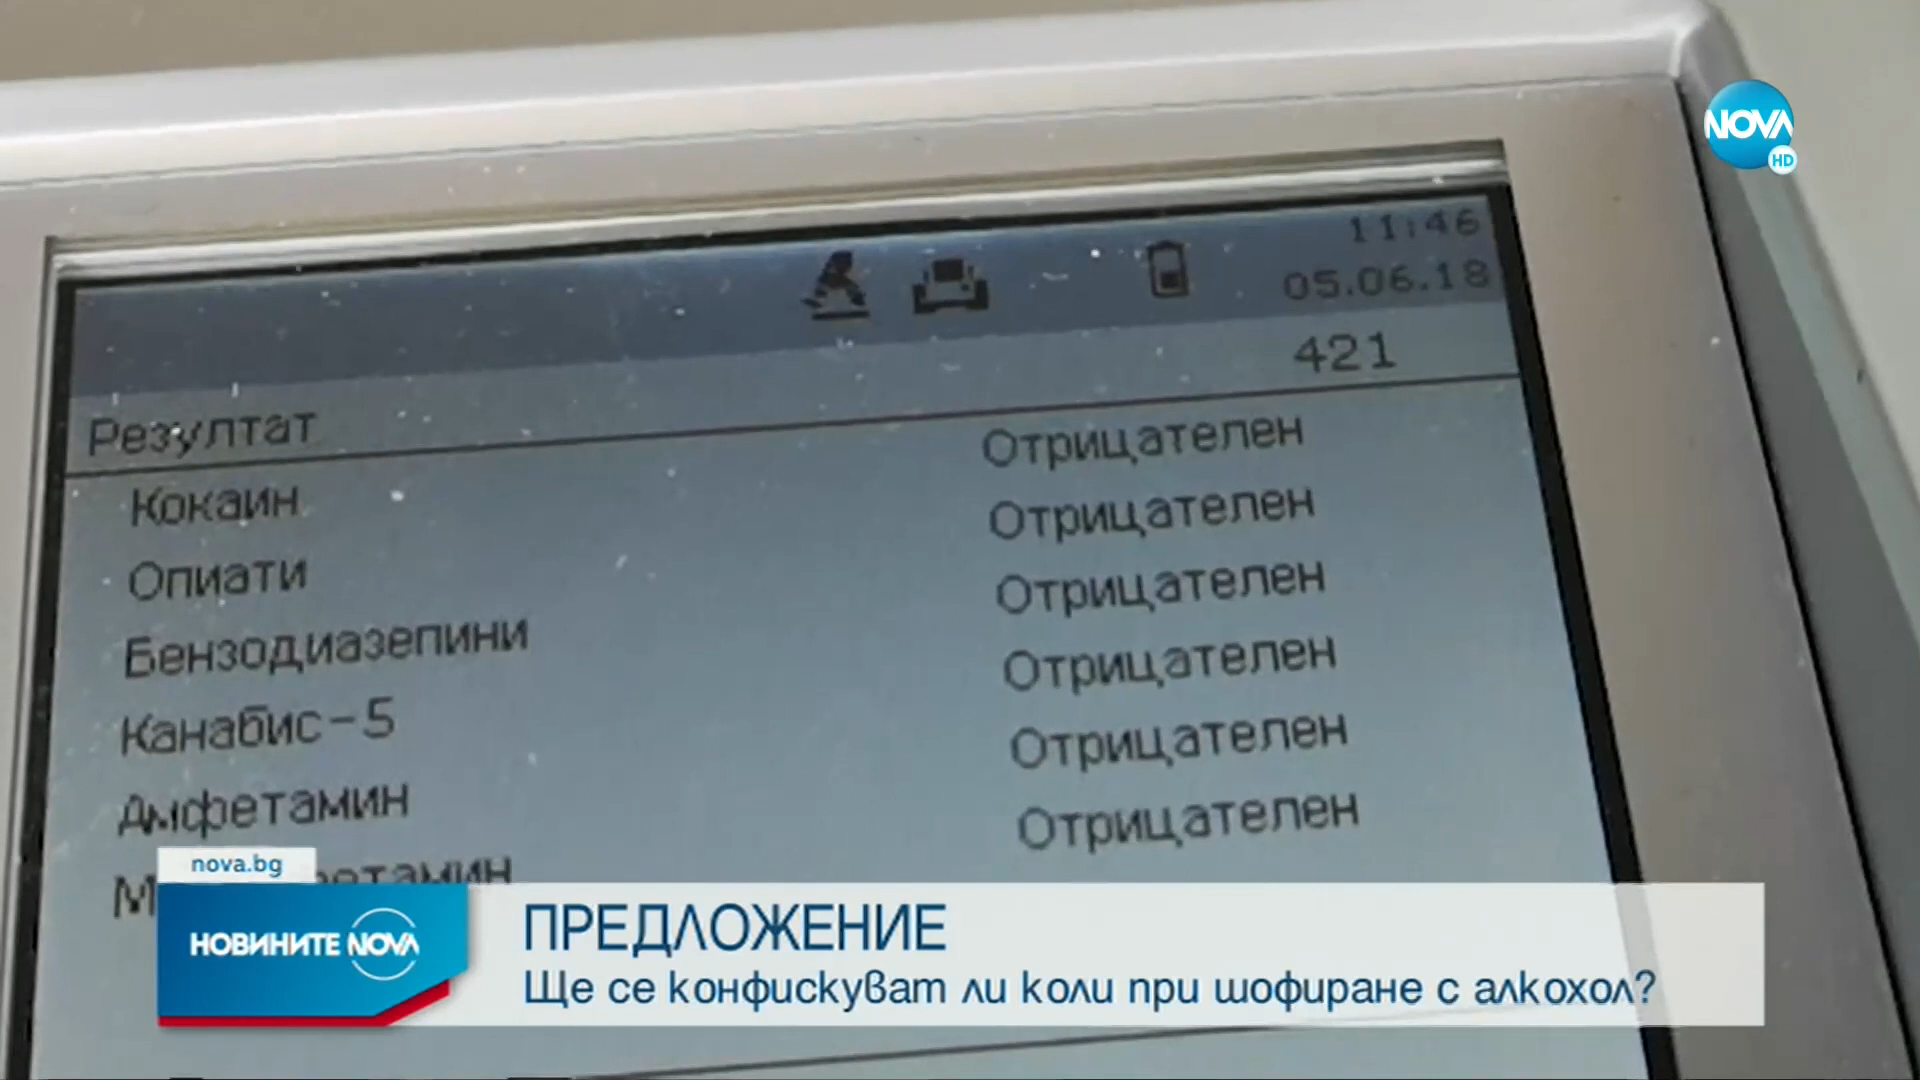 NOVA
HD
11:46
05.06.18
421
Резултат
Кокаин Отрицателен
Опиати Отрицателен
Бензодиазепини Отрицателен
Канабис-5 Отрицателен
Амфетамин Отрицателен
Отрицателен
nova.bg
НОВИНИТЕ NOVA
ПРЕДЛОЖЕНИЕ
Ще се конфискуват ли коли при шофиране с алкохол?